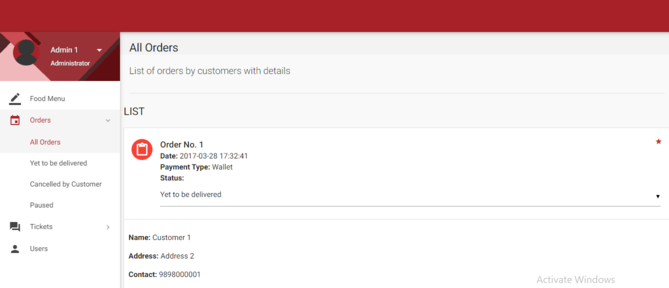 Admin 1
Administrator
Food Menu
Orders
All Orders
Yet to be delivered
Cancelled by Customer
Paused
Tickets
Users
All Orders
List of orders by customers with details
LIST
Order No. 1
Date: 2017-03-28 17:32:41
Payment Type: Wallet
Status:
Yet to be delivered
Name: Customer 1
Address: Address 2
Contact: 9898000001
Activate Windows